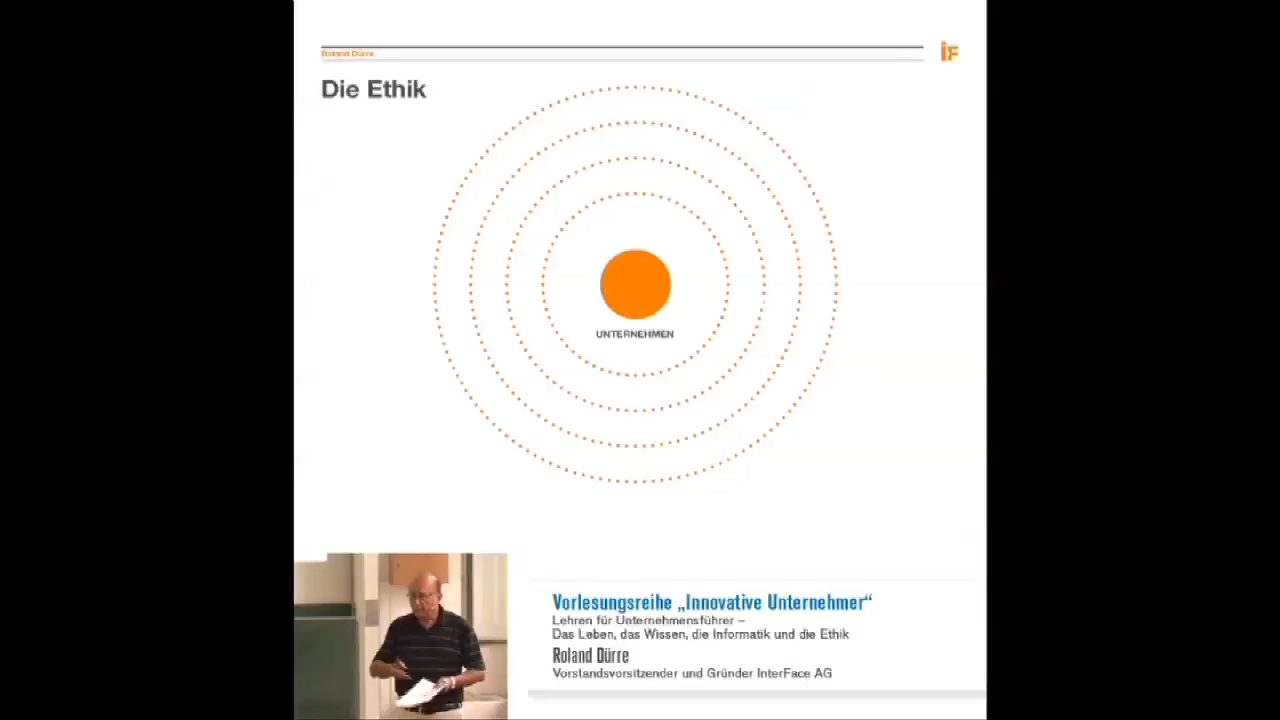 Roland Dürre
iF
Die Ethik
UNTERNEHMEN
Vorlesungsreihe „Innovative Unternehmer“
Lehren für Unternehmensführer –
Das Leben, das Wissen, die Informatik und die Ethik
Roland Dürre
Vorstandsvorsitzender und Gründer InterFace AG